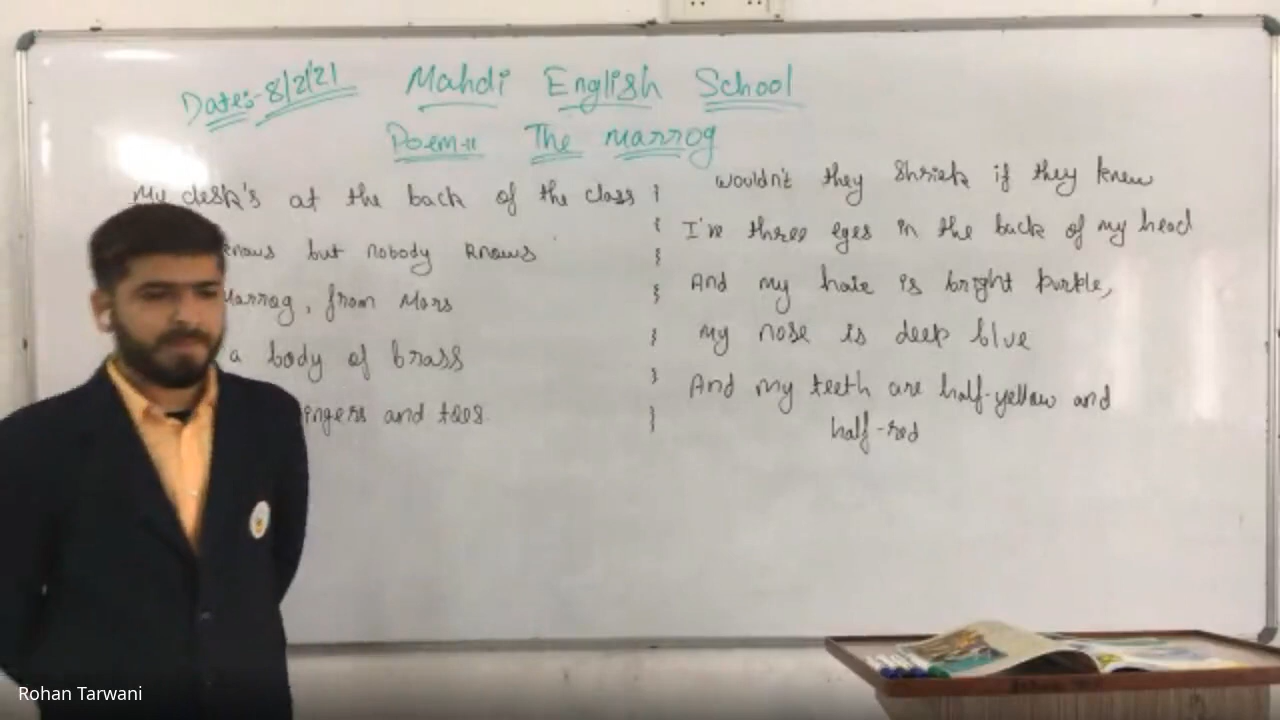 Date:-8/2/21 Mahdi English School
Poem-11 The Marrog
My desk's at the back of the class
knows but nobody knows
Marrog, from Mars
a body of brass
ingers and toes.
wouldn't they Shriek if they knew
I've three eyes in the back of my head
And my hair is bright purple,
My nose is deep blue
And my teeth are half-yellow and
half-red
Rohan Tarwani